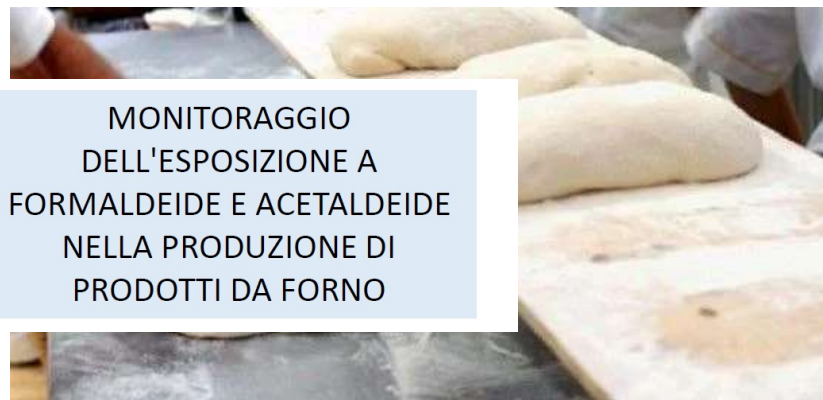 MONITORAGGIO
DELL'ESPOSIZIONE A
FORMALDEIDE E ACETALDEIDE
NELLA PRODUZIONE DI
PRODOTTI DA FORNO